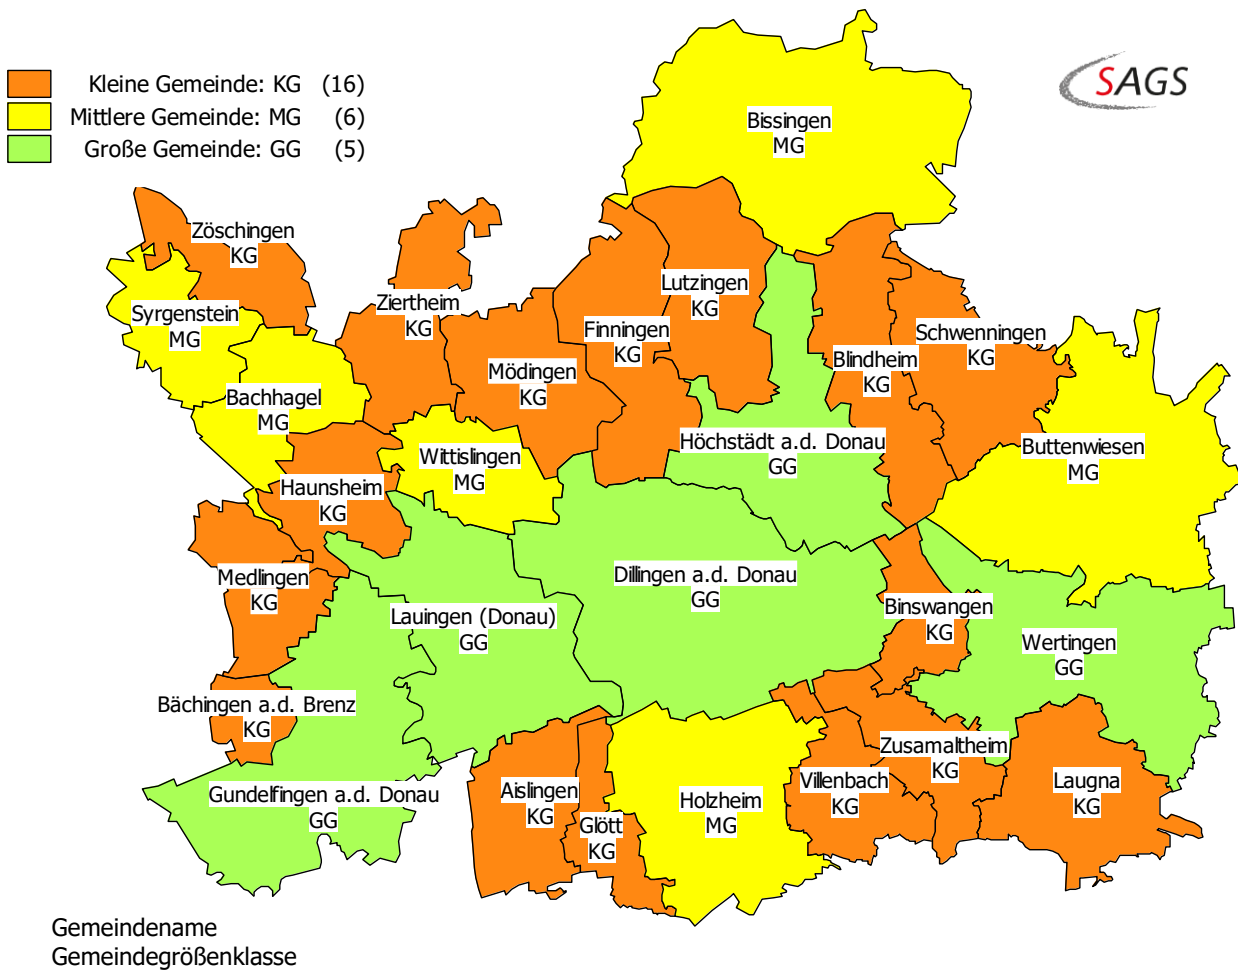 Kleine Gemeinde: KG (16)
Mittlere Gemeinde: MG (6)
Große Gemeinde: GG (5)
SAGS
Bissingen
MG
Zöschingen
KG
Syrgenstein
MG
Ziertheim
KG
Lutzingen
KG
Finningen
KG
Schwenningen
KG
Blindheim
KG
Mödingen
KG
Bachhagel
MG
Wittislingen
MG
Höchstädt a.d. Donau
GG
Buttenwiesen
MG
Haunsheim
KG
Medlingen
KG
Dillingen a.d. Donau
GG
Lauingen (Donau)
GG
Binswangen
KG
Wertingen
GG
Bächingen a.d. Brenz
KG
Zusamaltheim
KG
Gundelfingen a.d. Donau
GG
Aislingen
KG
Glött
KG
Holzheim
MG
Villenbach
KG
Laugna
KG
Gemeindename
Gemeindegrößenklasse